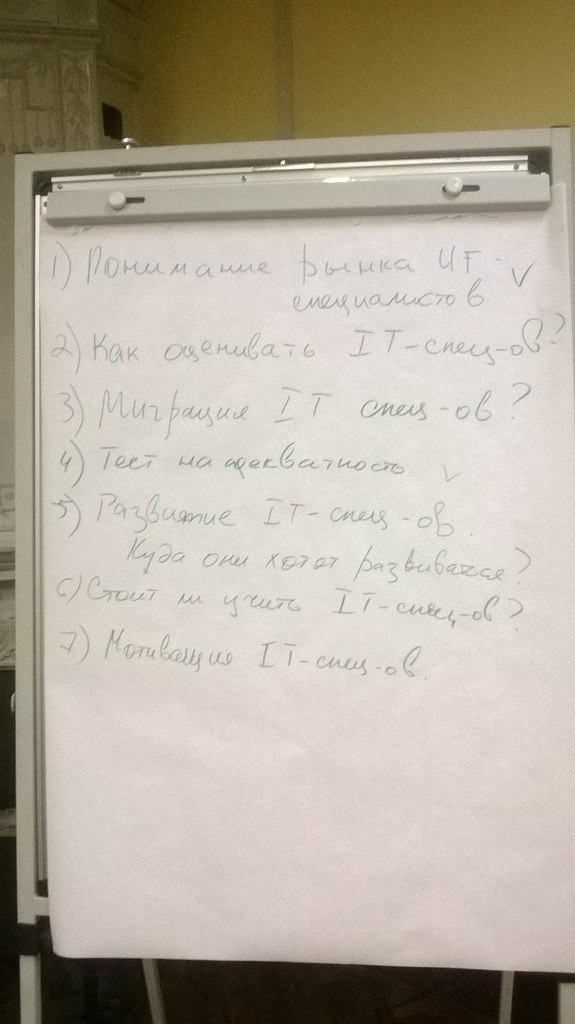 1) Понимание рынка ИТ - ✓
специалистов
2) Как оценивать IT-спец-ов?
3) Миграция IT спец-ов?
4) Тест на адекватность ✓
5) Развитие IT-спец-ов.
Куда они хотят развиваться?
6) Стоит ли учить IT-спец-ов?
7) Мотивация IT-спец-ов.